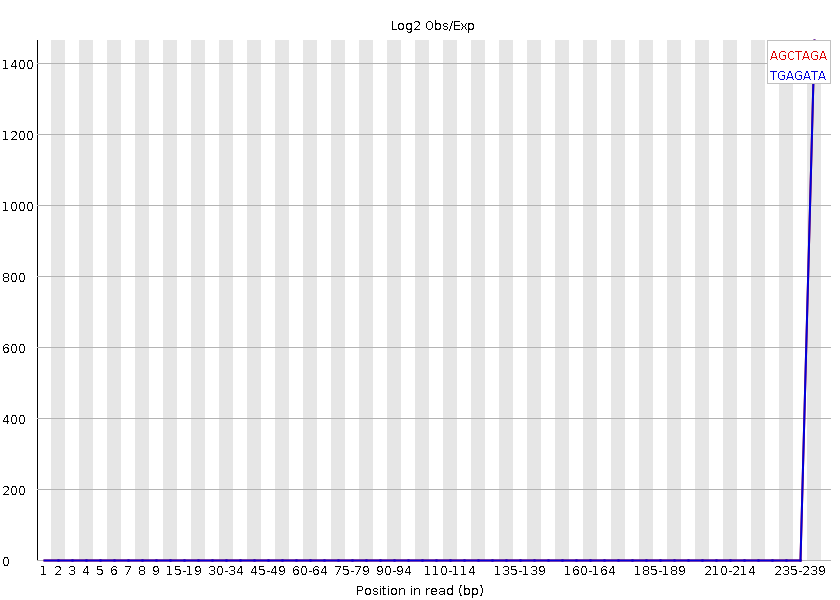 Log2 Obs/Exp
1400
1200
1000
800
600
400
200
0
AGCTAGA
TGAGATA
1 2 3 4 5 6 7 8 9 15-19 30-34 45-49 60-64 75-79 90-94 110-114 135-139 160-164 185-189 210-214 235-239
Position in read (bp)